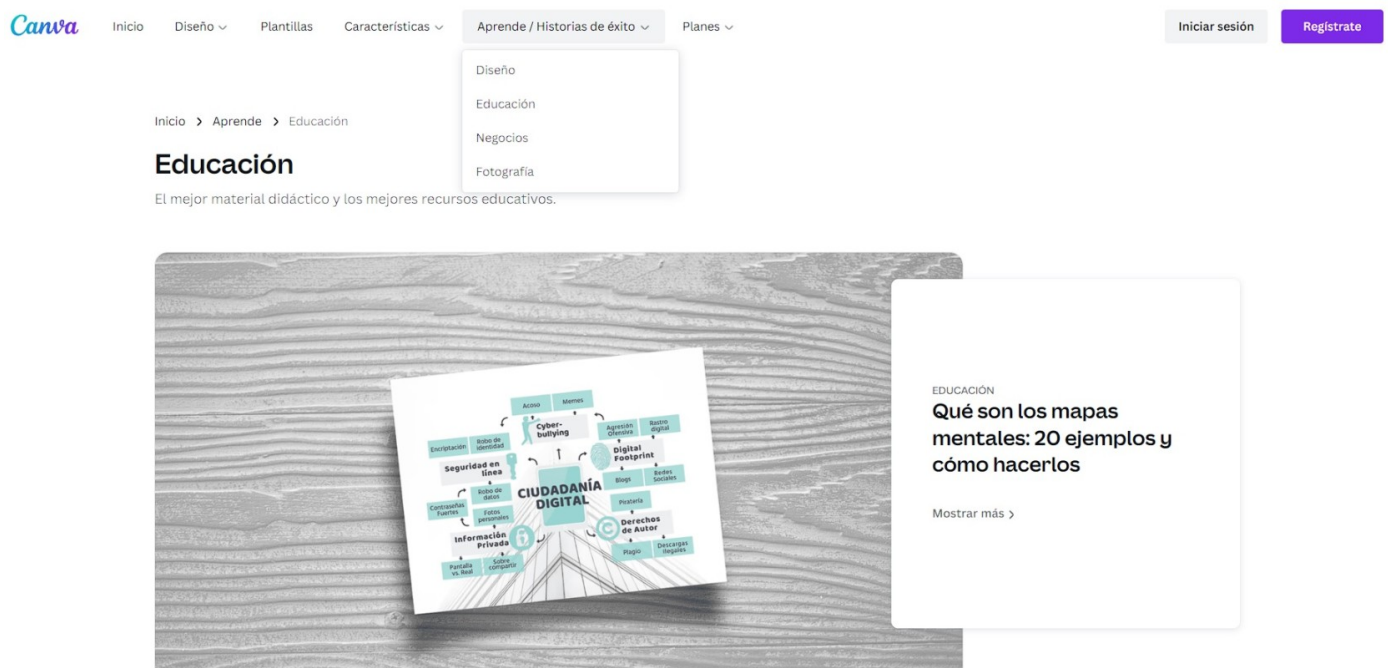 Canva
Inicio
Diseño
Plantillas
Características
Aprende / Historias de éxito
Planes
Iniciar sesión
Regístrate
Diseño
Educación
Negocios
Fotografía
Inicio > Aprende > Educación
Educación
El mejor material didáctico y los mejores recursos educativos.
Acoso
Memes
Cyber-
bullying
Encriptación
Robo de
identidad
Agresión
Ofensiva
Rastro
digital
Seguridad en
línea
Digital
Footprint
Robo de
datos
CIUDADANÍA
DIGITAL
Blogs
Redes
Sociales
Contraseñas
Fuertes
Fotos
personales
Piratería
Información
Privada
Derechos
de Autor
Pantalla
vs. Real
Sobre
compartir
Plagio
Descargas
Ilegales
EDUCACIÓN
Qué son los mapas
mentales: 20 ejemplos y
cómo hacerlos
Mostrar más >